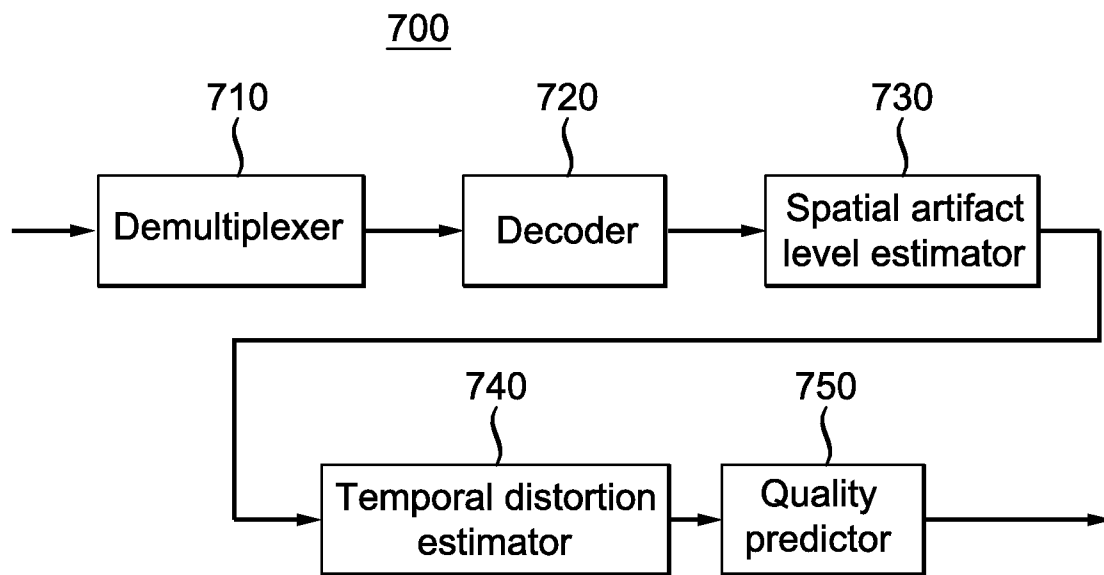 700
710
720
730
Demultiplexer
Decoder
Spatial artifact
level estimator
740
750
Temporal distortion
estimator
Quality
predictor